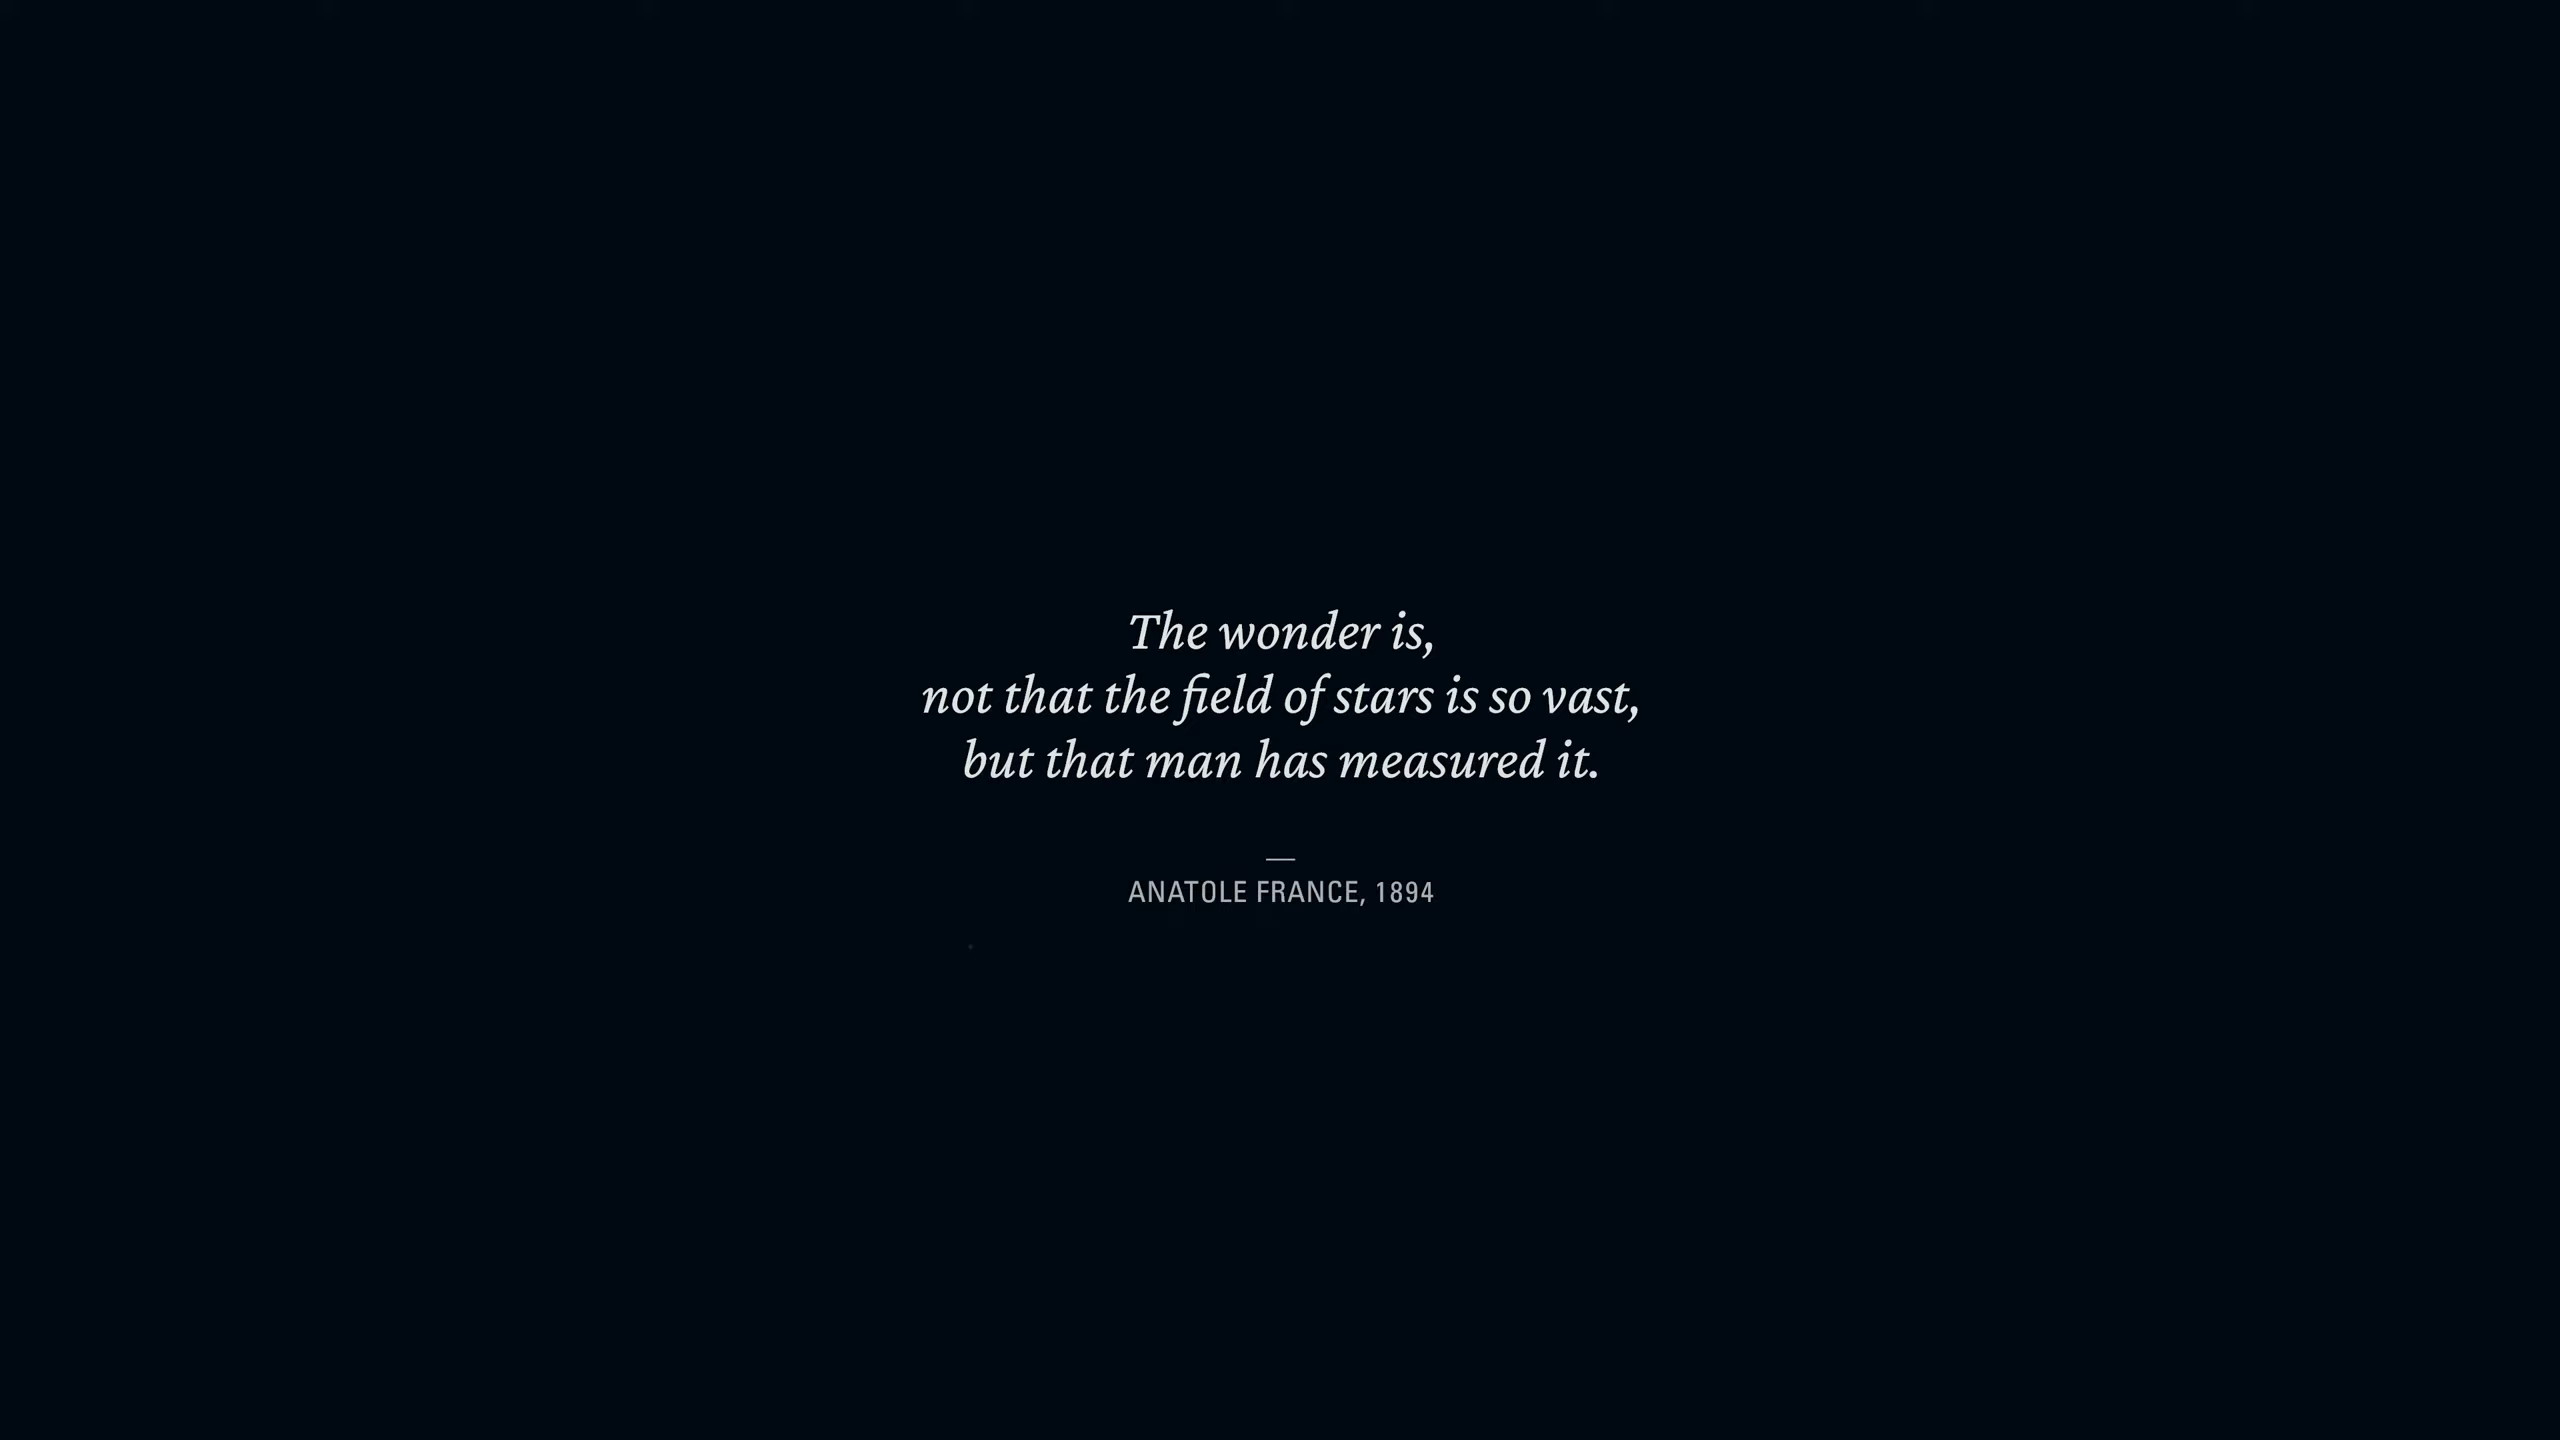 The wonder is,
not that the field of stars is so vast,
but that man has measured it.
—
ANATOLE FRANCE, 1894